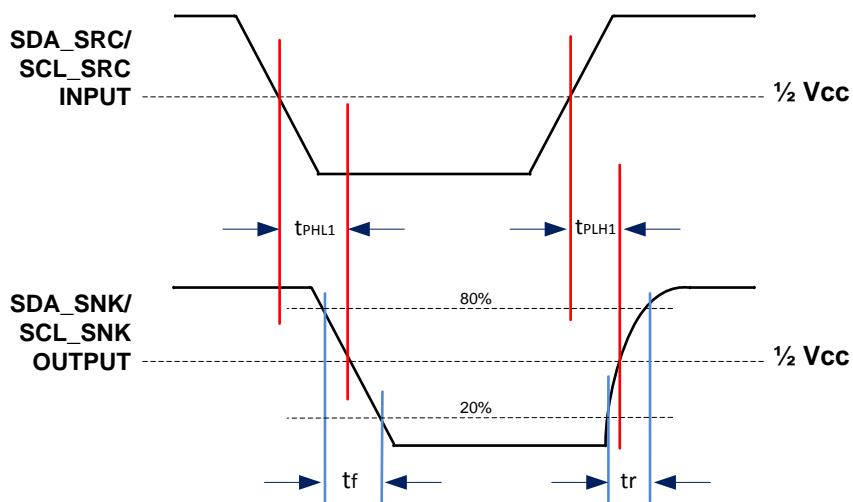 SDA_SRC/
SCL_SRC
INPUT
½ Vcc
tPHL1
tPLH1
SDA_SNK/
SCL_SNK
OUTPUT
80%
½ Vcc
20%
tf
tr